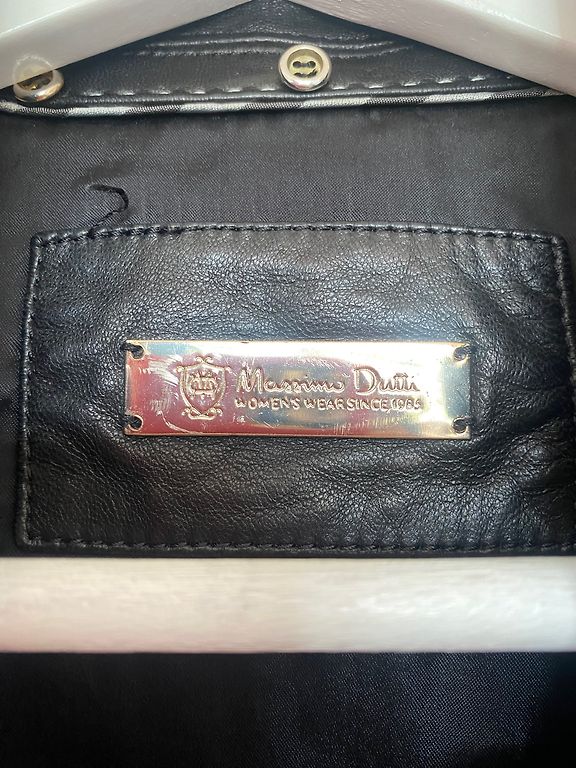 Massimo Dutti
WOMEN'S WEAR SINCE 1985